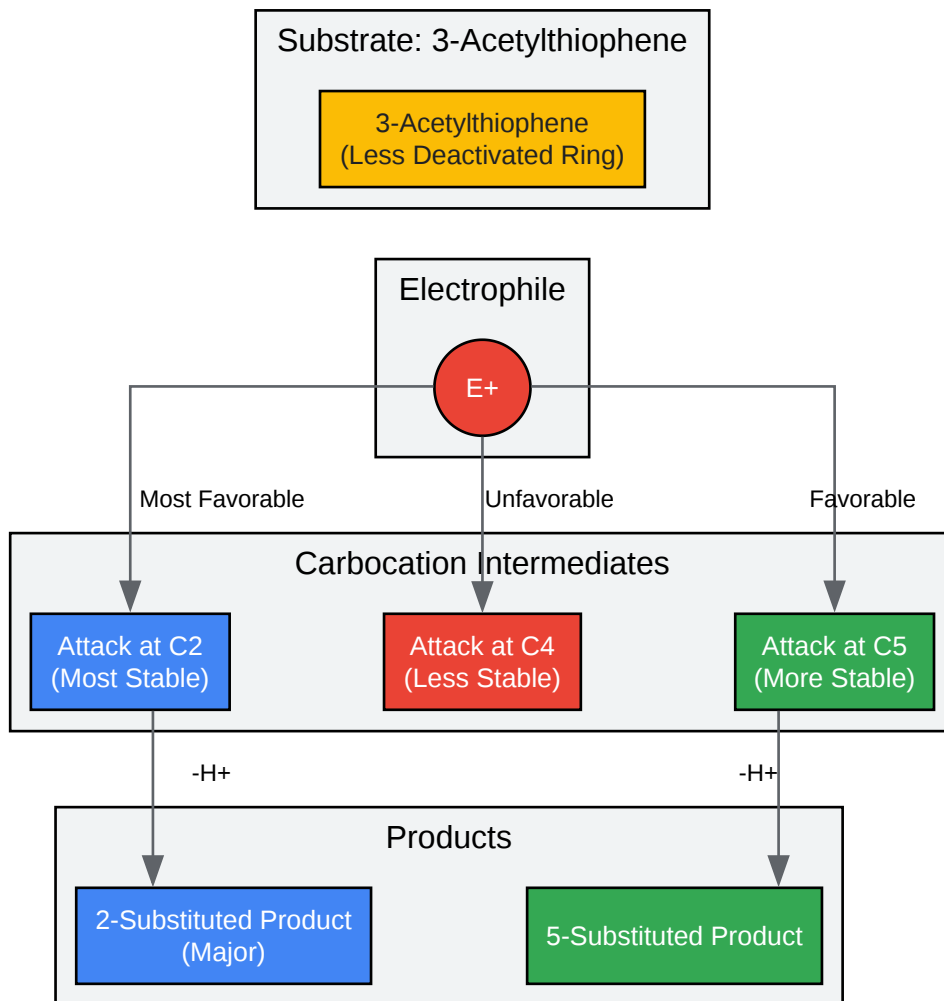 Substrate: 3-Acetylthiophene
3-Acetylthiophene
(Less Deactivated Ring)
Electrophile
E+
Most Favorable
Unfavorable
Favorable
Carbocation Intermediates
Attack at C2
(Most Stable)
Attack at C4
(Less Stable)
Attack at C5
(More Stable)
-H+
-H+
Products
2-Substituted Product
(Major)
5-Substituted Product